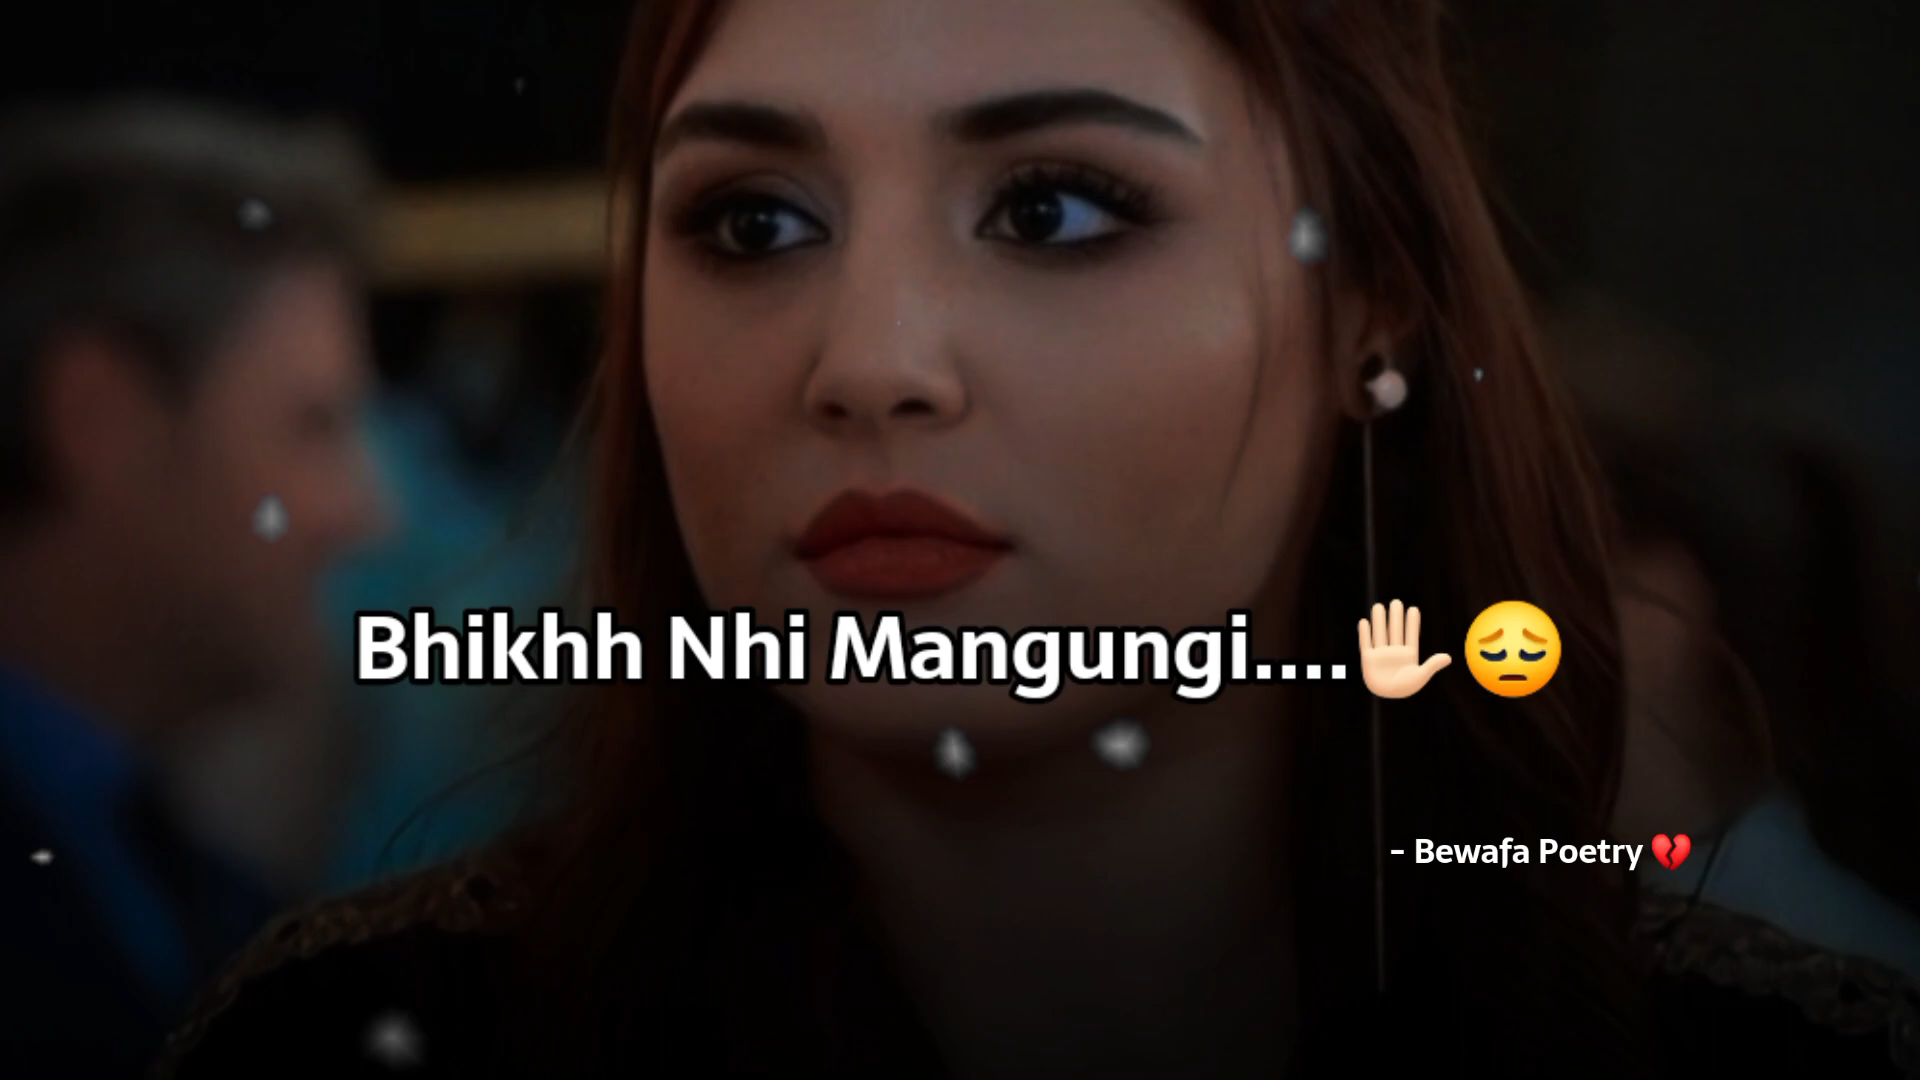 Bhikhh Nhi Mangungi....✋🏻😔
- Bewafa Poetry 💔